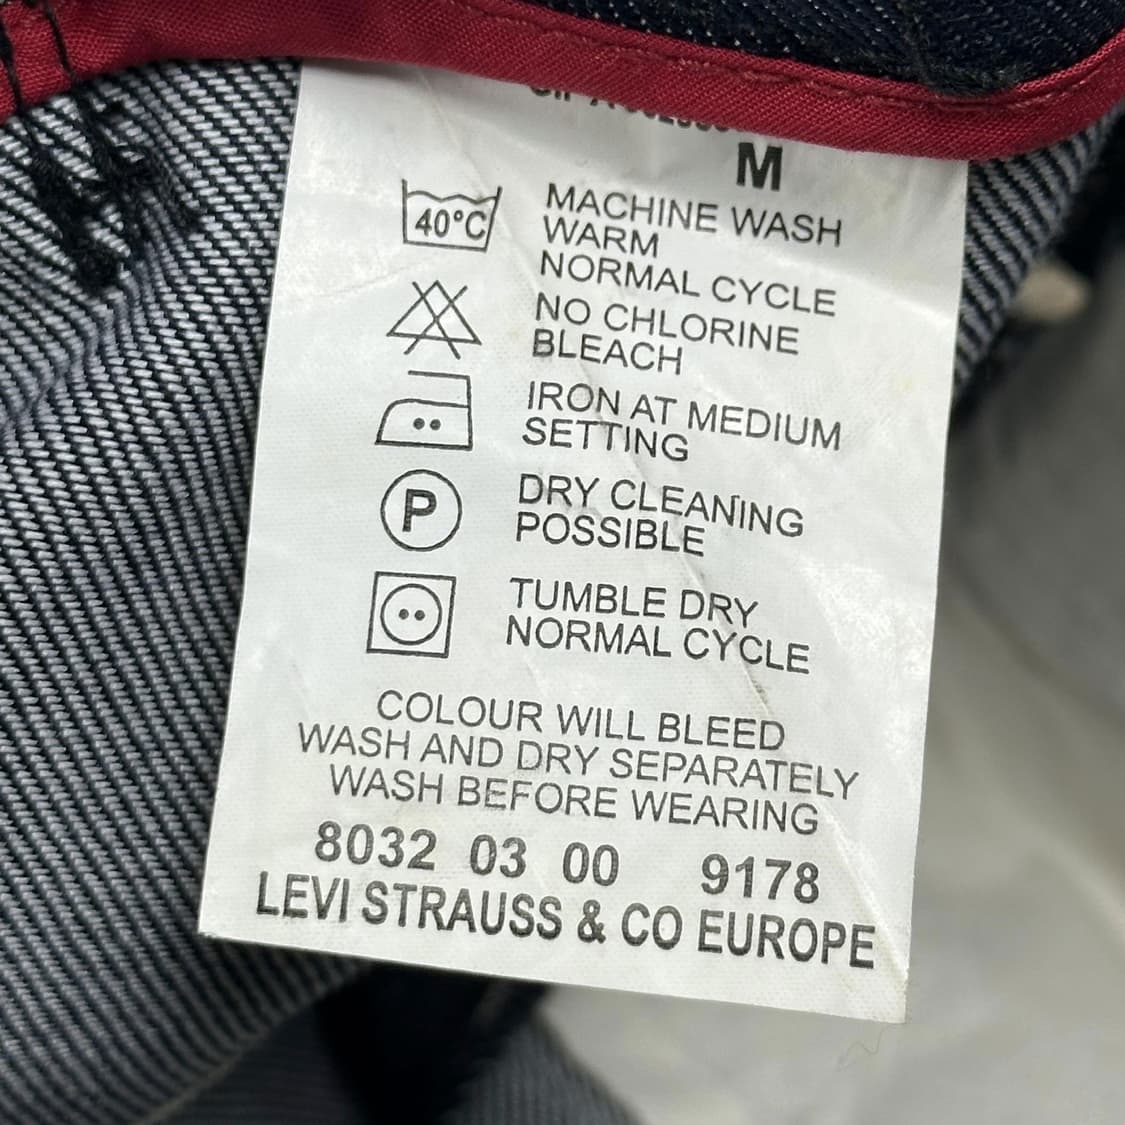 M
40°C
MACHINE WASH
WARM
NORMAL CYCLE
NO CHLORINE
BLEACH
IRON AT MEDIUM
SETTING
P
DRY CLEANING
POSSIBLE
TUMBLE DRY
NORMAL CYCLE
COLOUR WILL BLEED
WASH AND DRY SEPARATELY
WASH BEFORE WEARING
8032 03 00 9178
LEVI STRAUSS & CO EUROPE